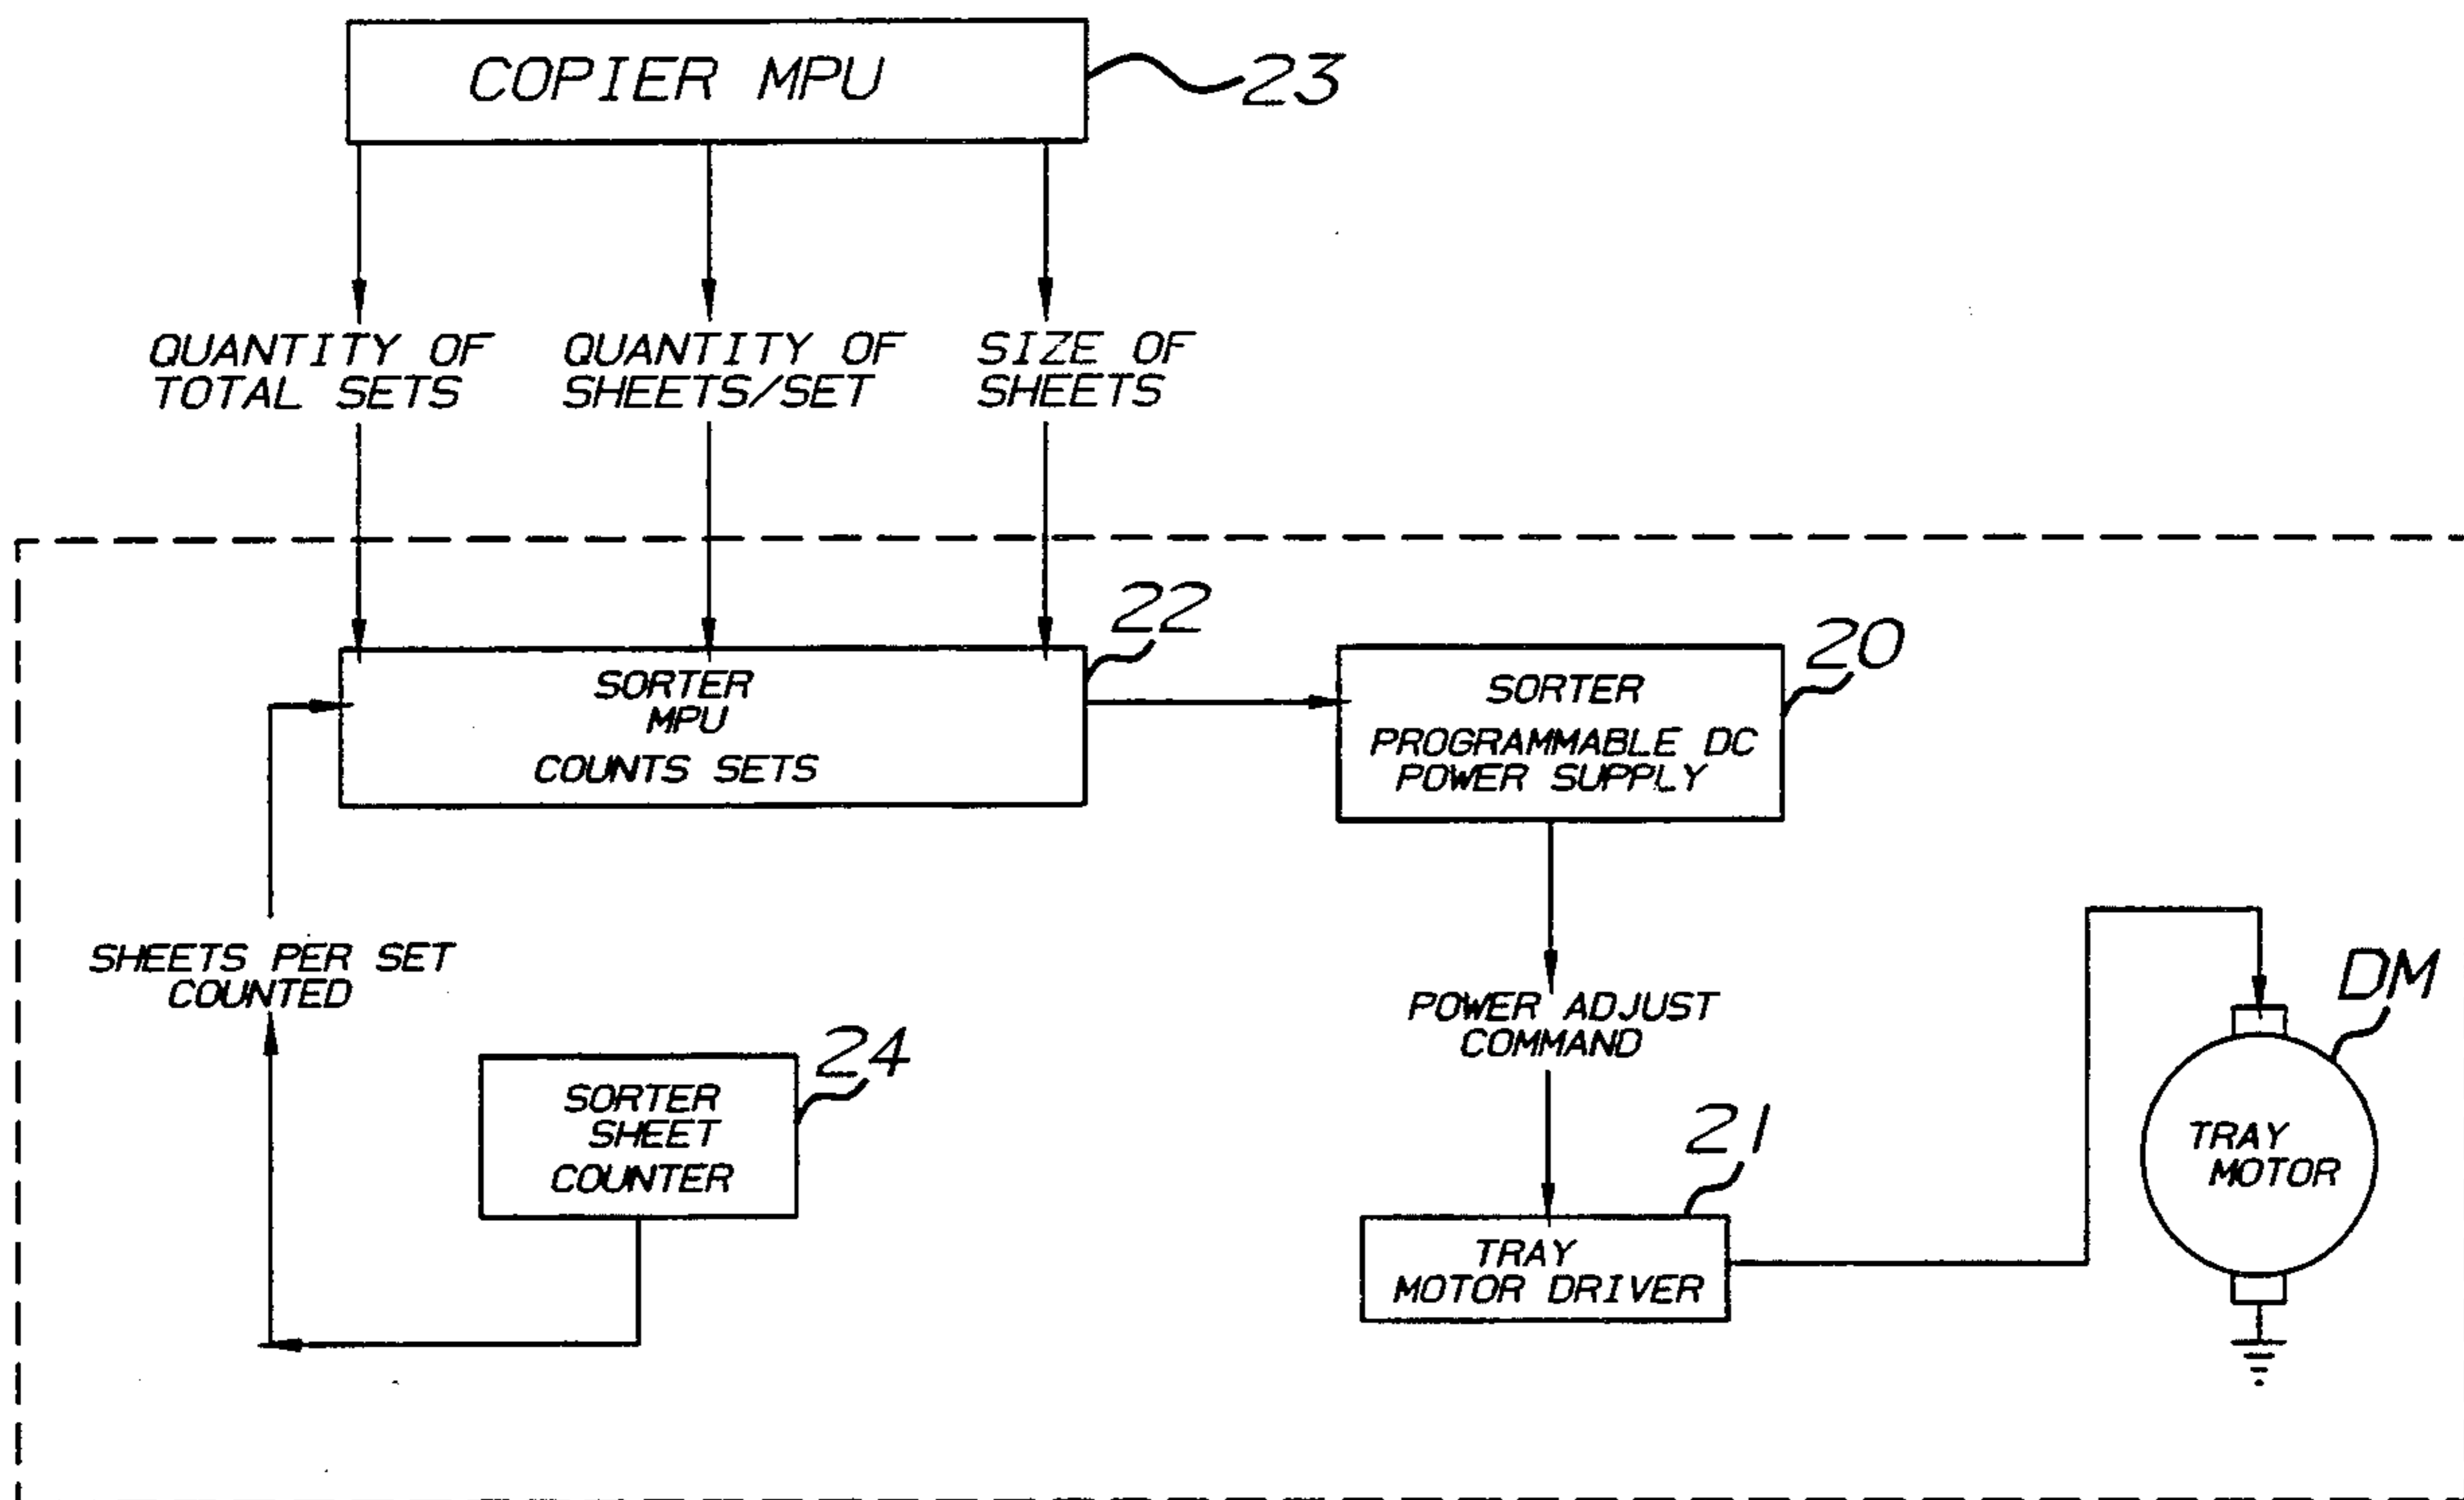 COPIER MPU
23
QUANTITY OF
TOTAL SETS
QUANTITY OF
SHEETS/SET
SIZE OF
SHEETS
22
SORTER
MPU
COUNTS SETS
20
SORTER
PROGRAMMABLE DC
POWER SUPPLY
SHEETS PER SET
COUNTED
POWER ADJUST
COMMAND
DM
TRAY
MOTOR
24
SORTER
SHEET
COUNTER
21
TRAY
MOTOR DRIVER